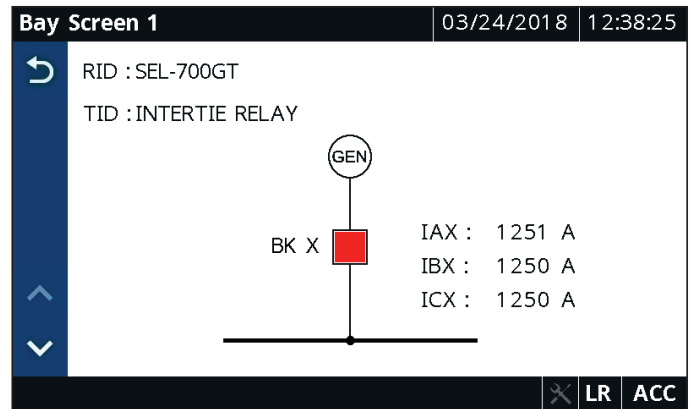 Bay Screen 1 03/24/2018 12:38:25
RID : SEL-700GT
TID : INTERTIE RELAY
GEN
BK X
IAX : 1251 A
IBX : 1250 A
ICX : 1250 A
LR ACC